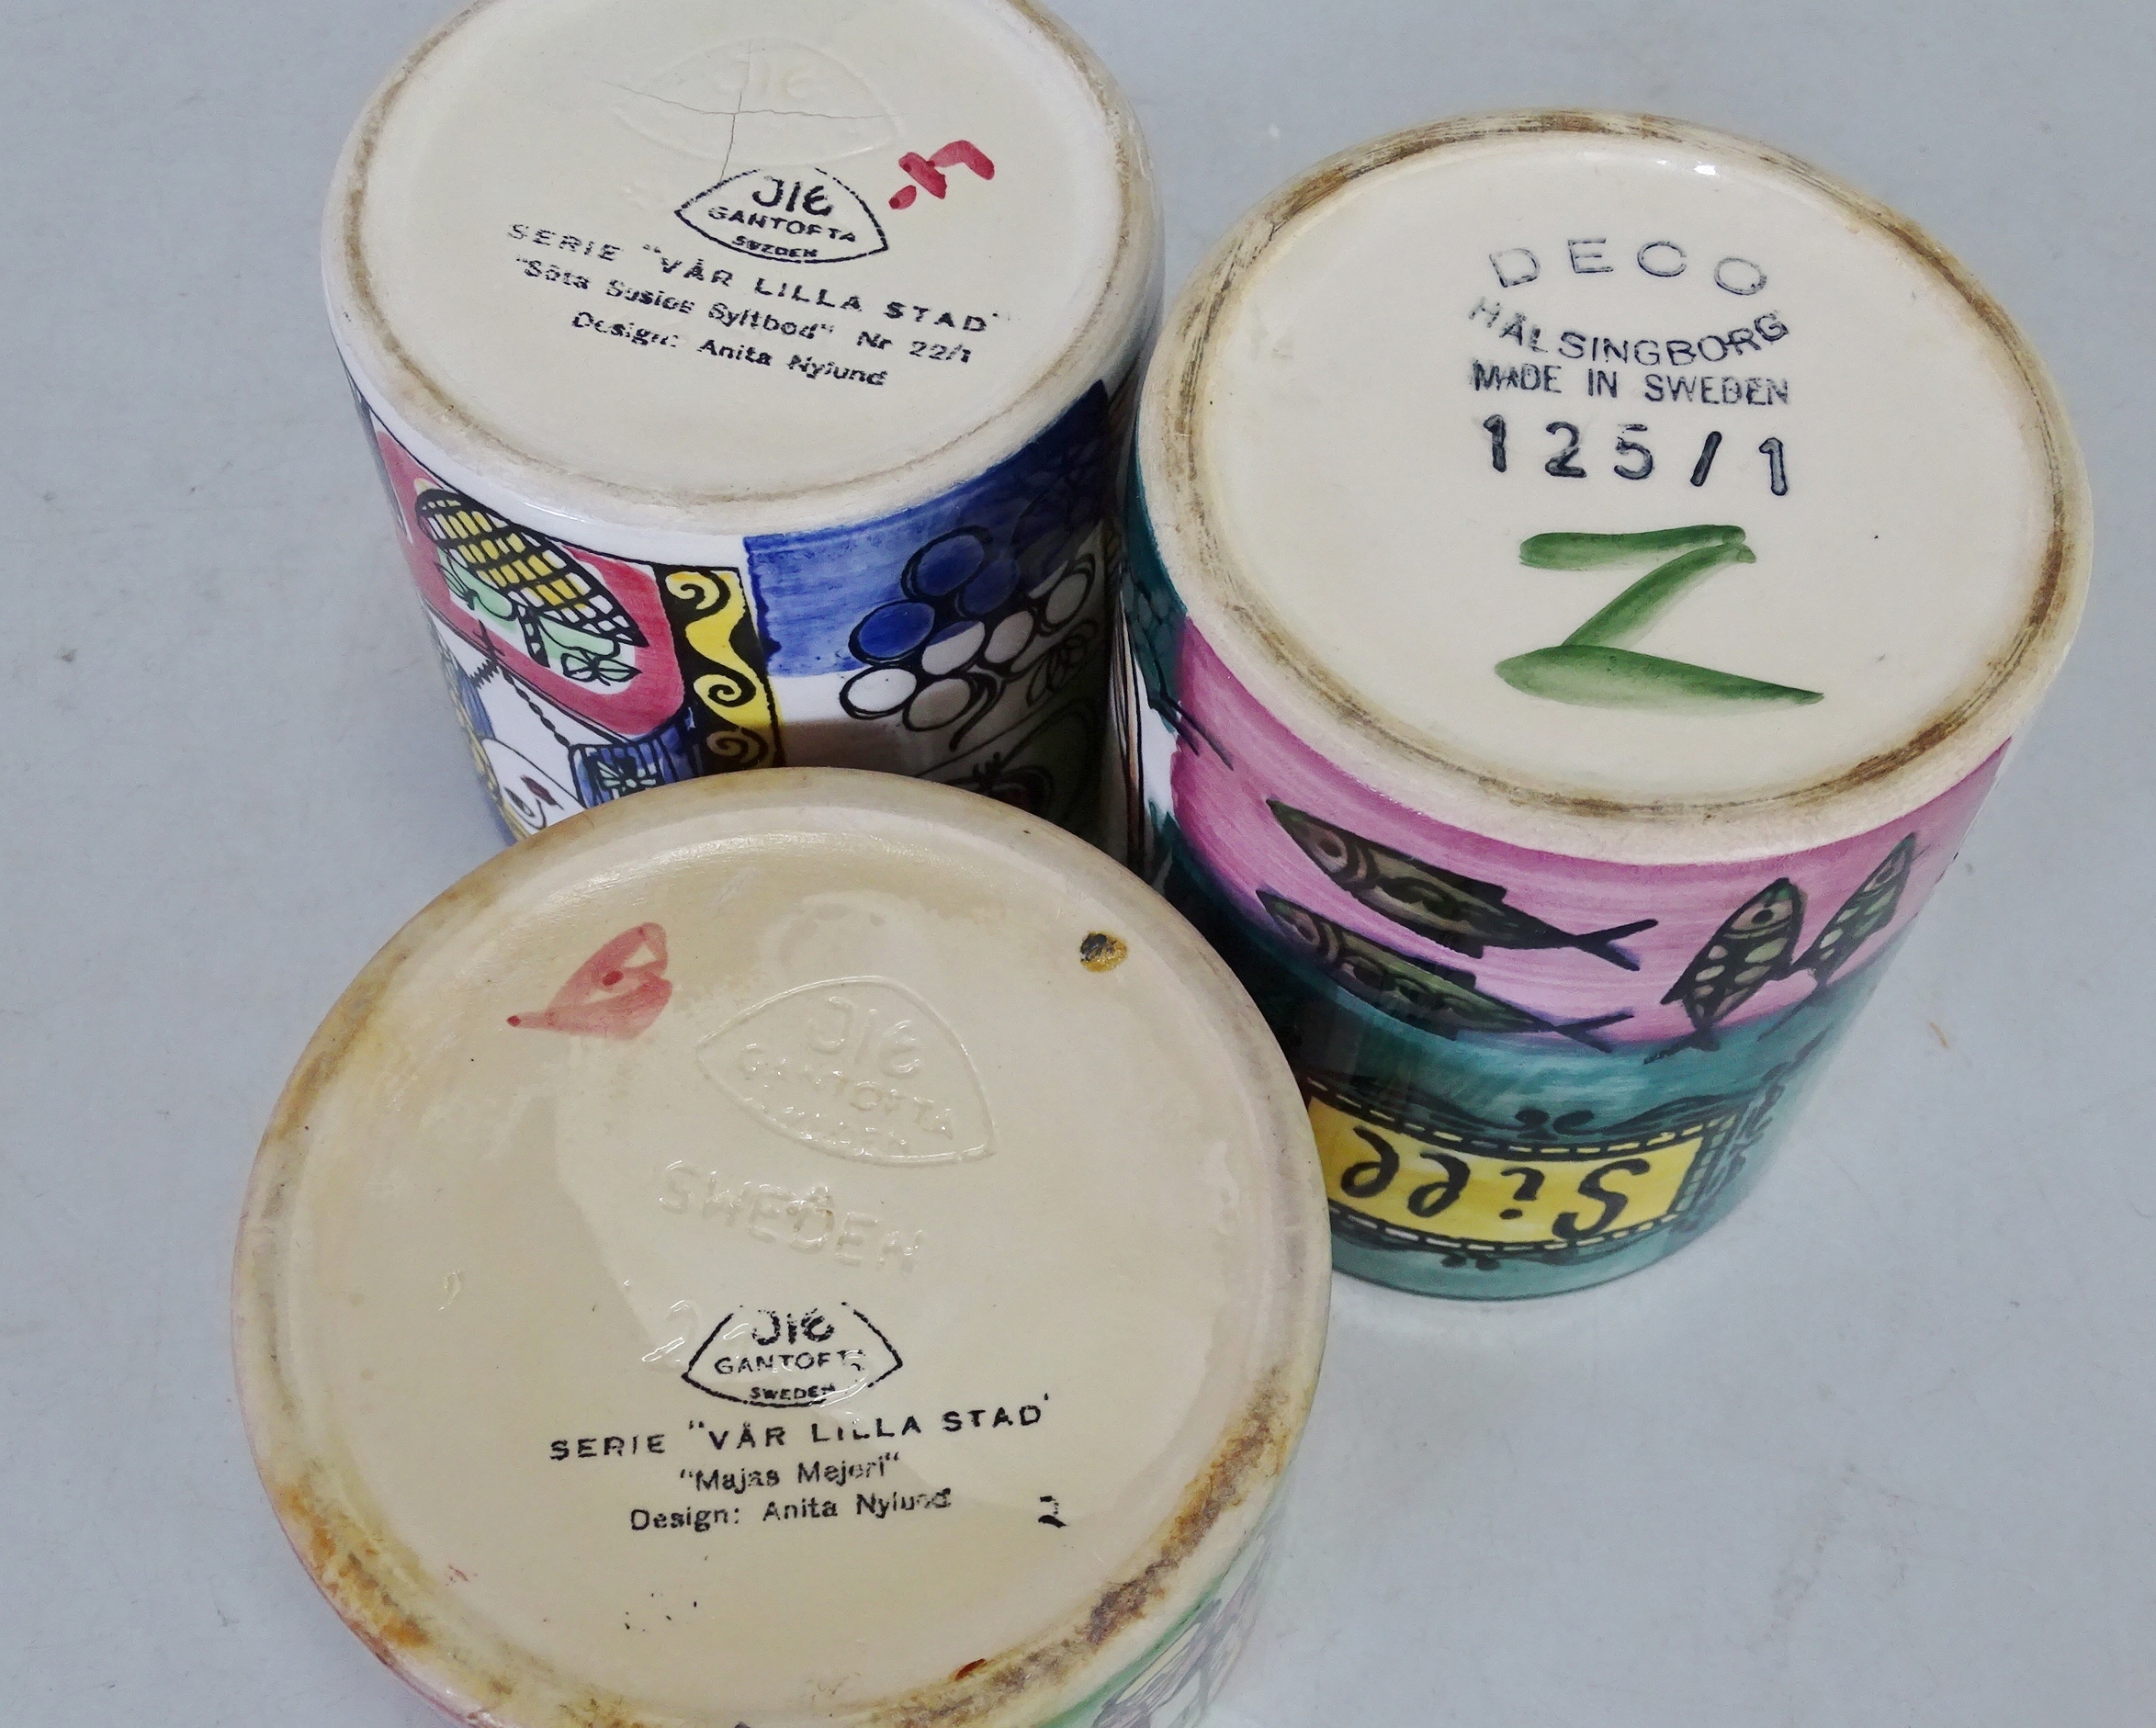 JIE
JIE
GANTOFTA
SWEDEN
SERIE "VÅR LILLA STAD"
"Söta Susies Syltbod" Nr 22/1
Design: Anita Nylund
DECO
HÄLSINGBORG
MADE IN SWEDEN
125/1
Z
Sill
JIE
GANTOFTA
SWEDEN
SWEDEN
JIE
GANTOFTA
SWEDEN
SERIE "VÅR LILLA STAD'
"Majas Mejeri"
Design: Anita Nylund